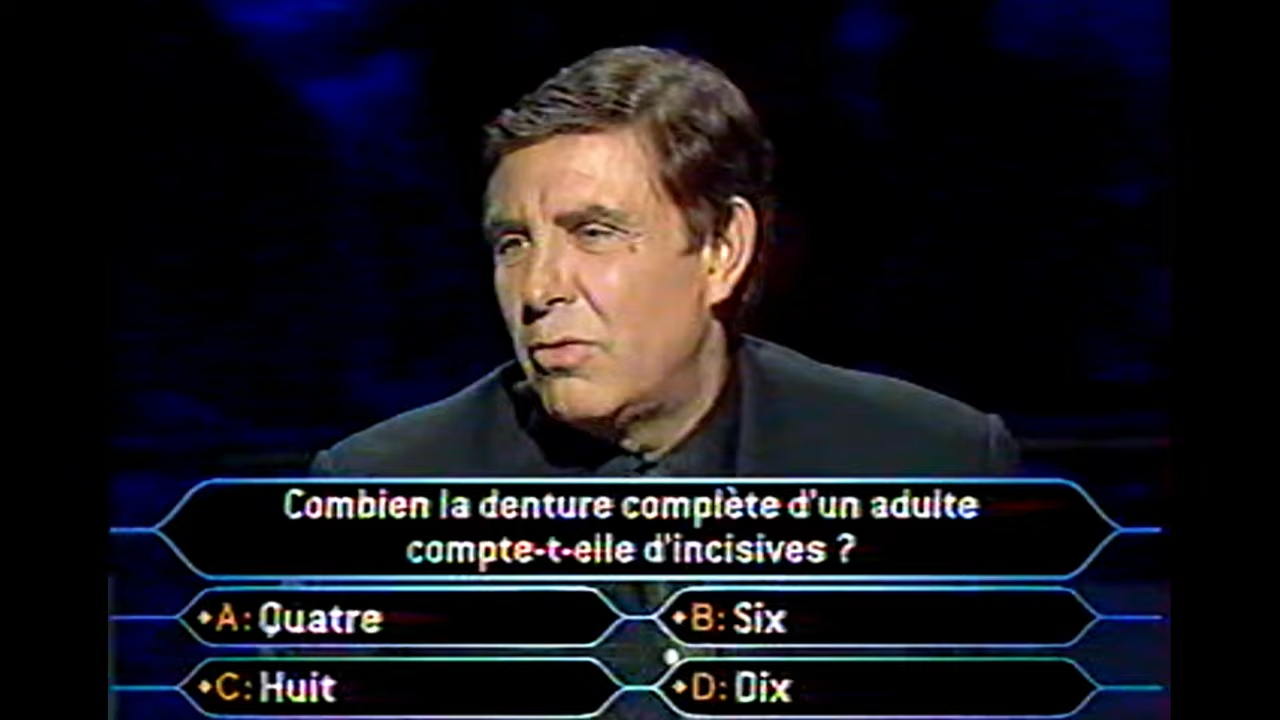 Combien la denture complète d'un adulte
compte-t-elle d'incisives ?
A: Quatre
B: Six
C: Huit
D: Dix